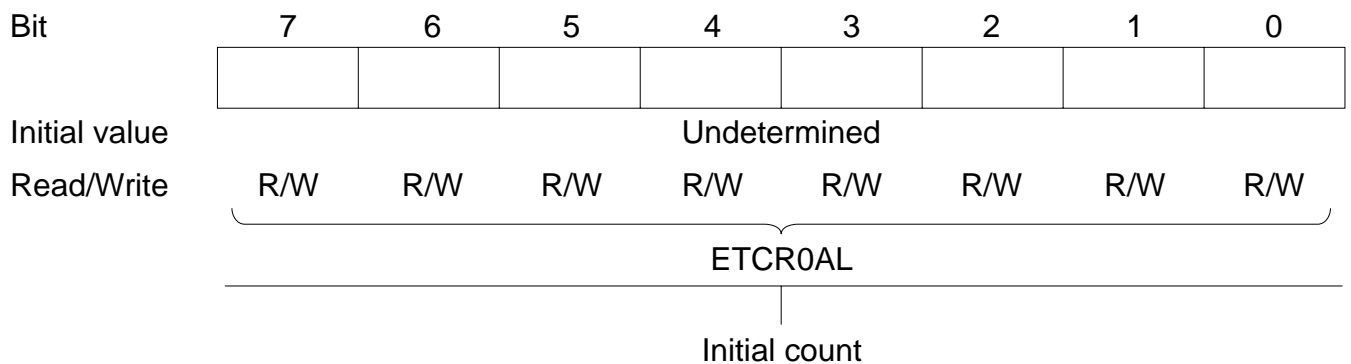 Bit 7 6 5 4 3 2 1 0
Initial value Undetermined
Read/Write R/W R/W R/W R/W R/W R/W R/W R/W
ETCR0AL
Initial count